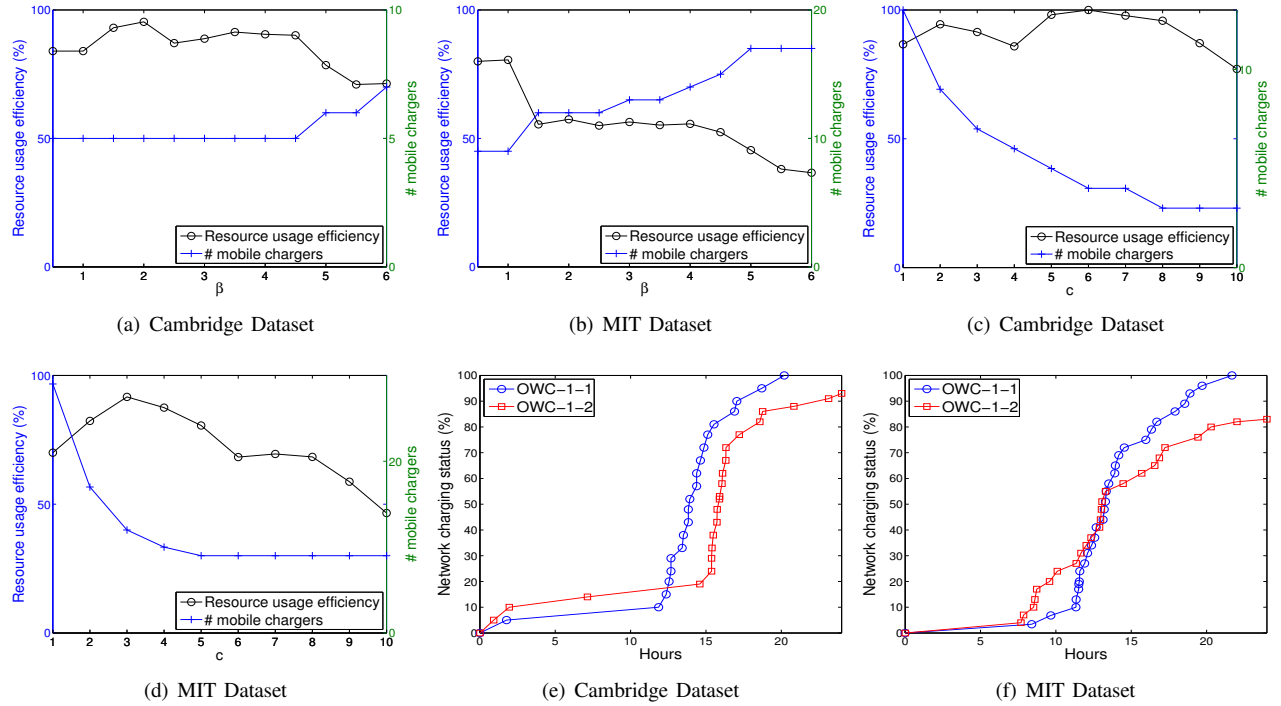 100
50
0
Resource usage efficiency (%)
10
5
0
# mobile chargers
1 2 3 4 5 6
β
Resource usage efficiency
# mobile chargers
(a) Cambridge Dataset
100
50
0
Resource usage efficiency (%)
20
10
0
# mobile chargers
1 2 3 4 5 6
β
Resource usage efficiency
# mobile chargers
(b) MIT Dataset
100
50
0
Resource usage efficiency (%)
10
0
# mobile chargers
1 2 3 4 5 6 7 8 9 10
c
Resource usage efficiency
# mobile chargers
(c) Cambridge Dataset
100
50
0
Resource usage efficiency (%)
20
0
# mobile chargers
1 2 3 4 5 6 7 8 9 10
c
Resource usage efficiency
# mobile chargers
(d) MIT Dataset
100
90
80
70
60
50
40
30
20
10
0
Network charging status (%)
0 5 10 15 20
Hours
OWC-1-1
OWC-1-2
(e) Cambridge Dataset
100
90
80
70
60
50
40
30
20
10
0
Network charging status (%)
0 5 10 15 20
Hours
OWC-1-1
OWC-1-2
(f) MIT Dataset